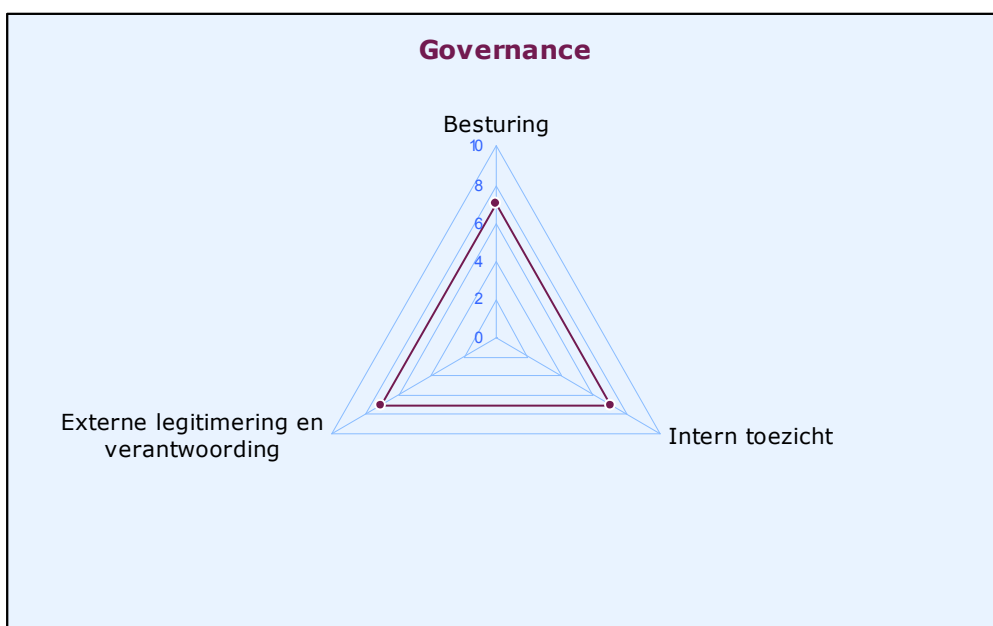 Governance
Besturing
10
8
6
4
2
0
Externe legitimering en
verantwoording
Intern toezicht